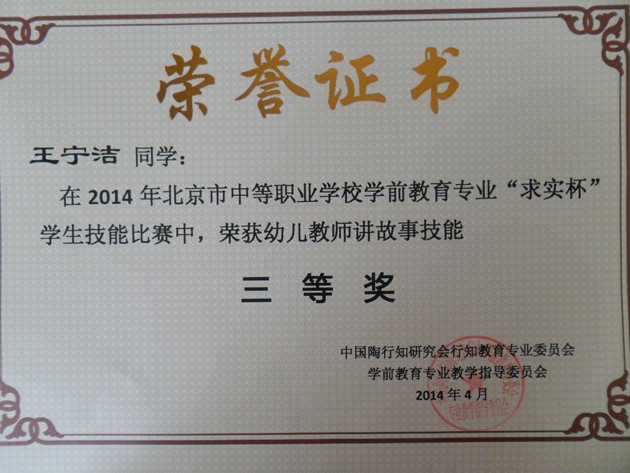 荣誉证书
王宁洁 同学:
在 2014 年北京市中等职业学校学前教育专业“求实杯”
学生技能比赛中，荣获幼儿教师讲故事技能
三 等 奖
中国陶行知研究会行知教育专业委员会
学前教育专业教学指导委员会
2014 年 4 月